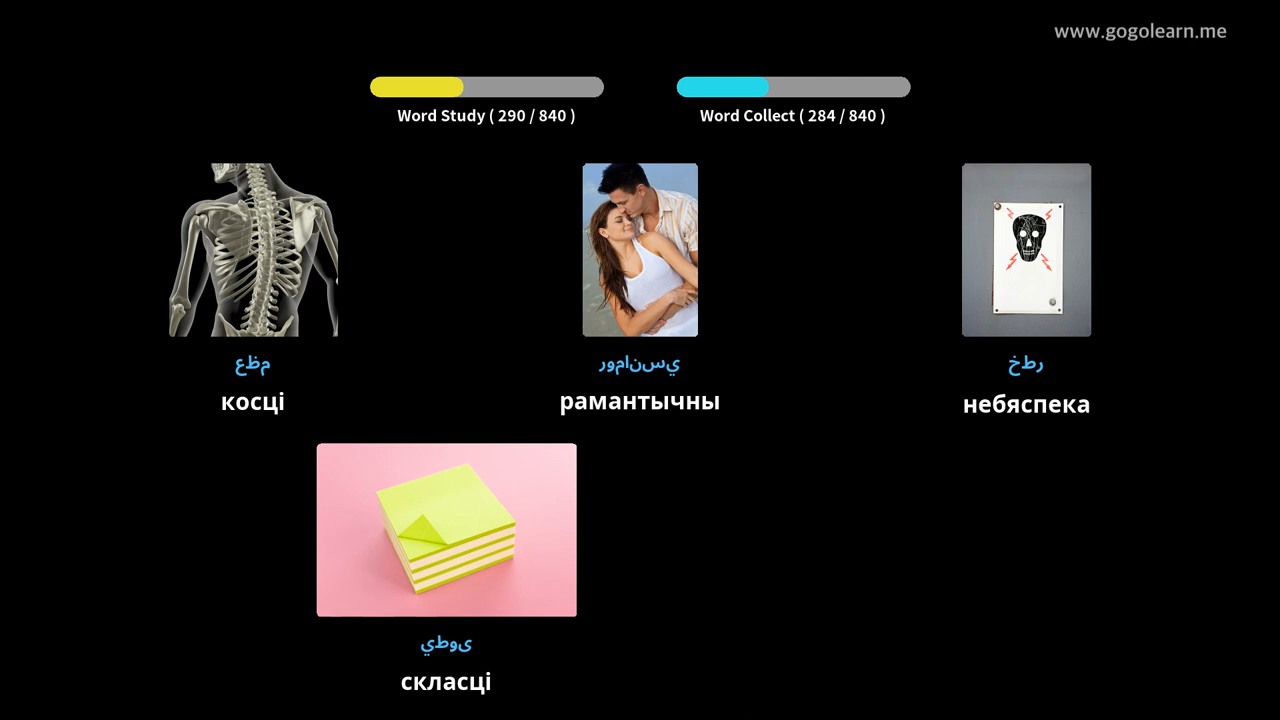 www.gogolearn.me
Word Study ( 290 / 840 )
Word Collect ( 284 / 840 )
عظم
رومانسي
خطر
косці
рамантычны
небяспека
يطوى
скласці